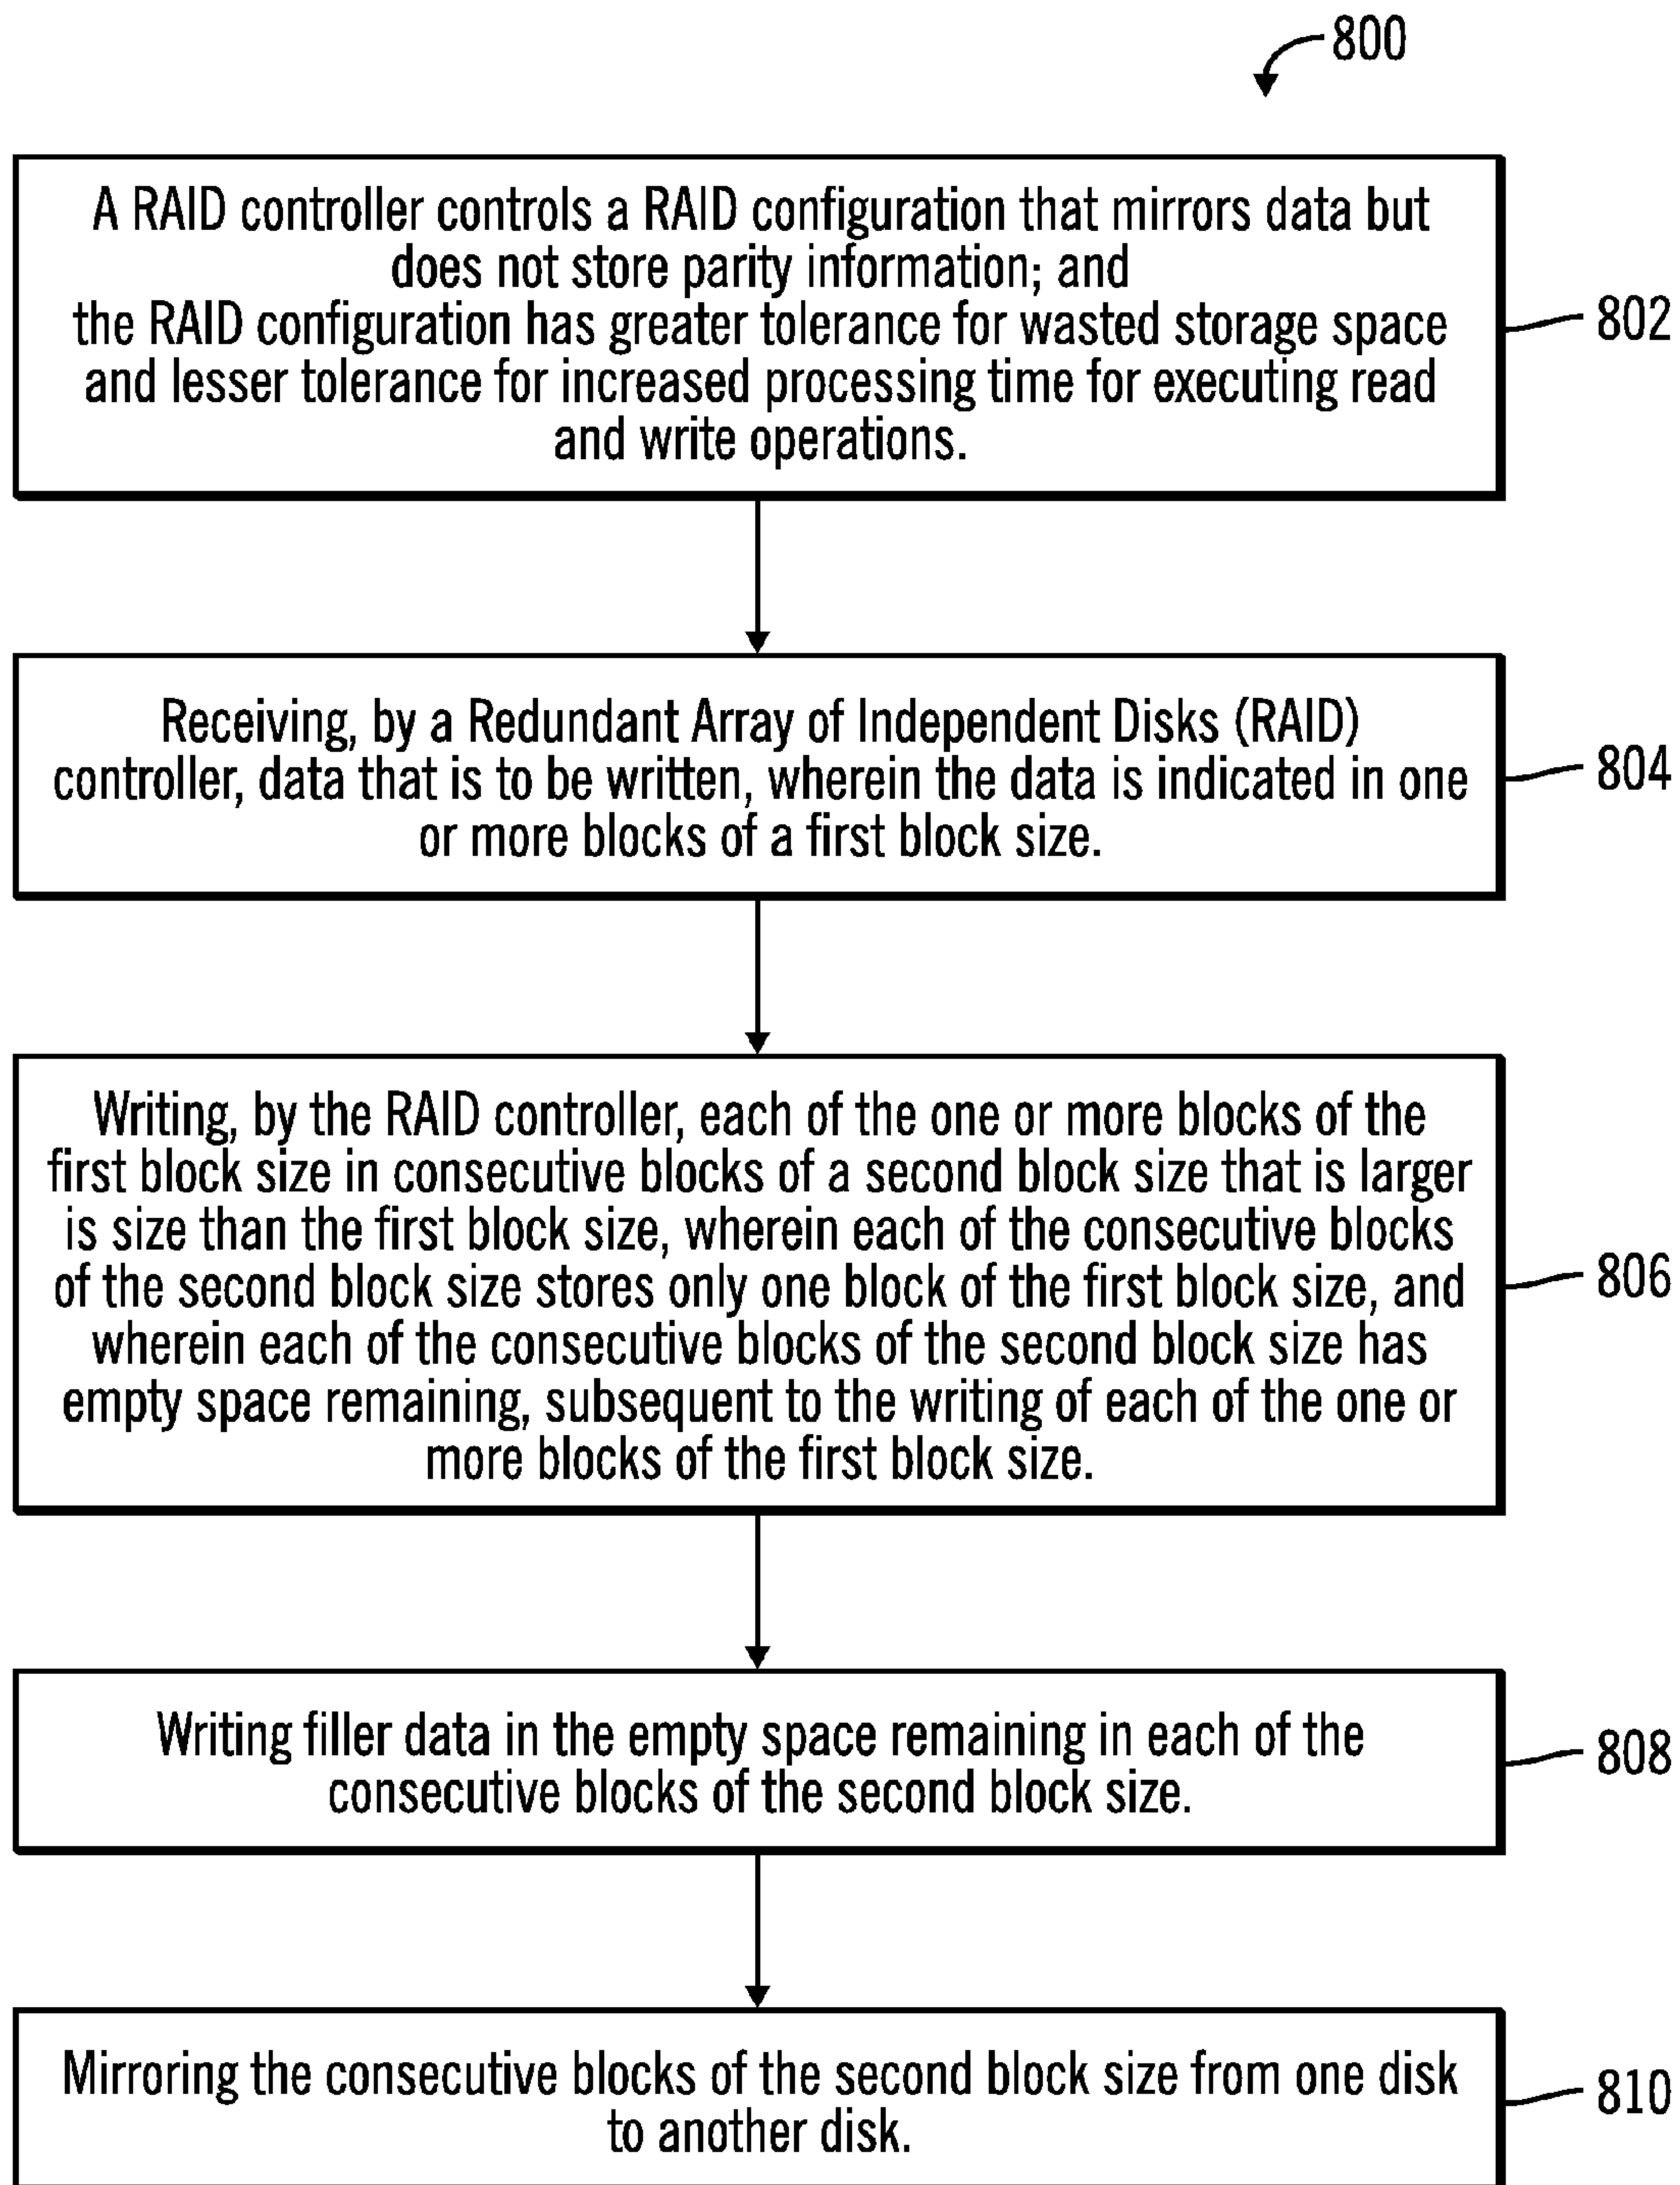 800
A RAID controller controls a RAID configuration that mirrors data but
does not store parity information; and
the RAID configuration has greater tolerance for wasted storage space
and lesser tolerance for increased processing time for executing read
and write operations.
802
Receiving, by a Redundant Array of Independent Disks (RAID)
controller, data that is to be written, wherein the data is indicated in one
or more blocks of a first block size.
804
Writing, by the RAID controller, each of the one or more blocks of the
first block size in consecutive blocks of a second block size that is larger
is size than the first block size, wherein each of the consecutive blocks
of the second block size stores only one block of the first block size, and
wherein each of the consecutive blocks of the second block size has
empty space remaining, subsequent to the writing of each of the one or
more blocks of the first block size.
806
Writing filler data in the empty space remaining in each of the
consecutive blocks of the second block size.
808
Mirroring the consecutive blocks of the second block size from one disk
to another disk.
810